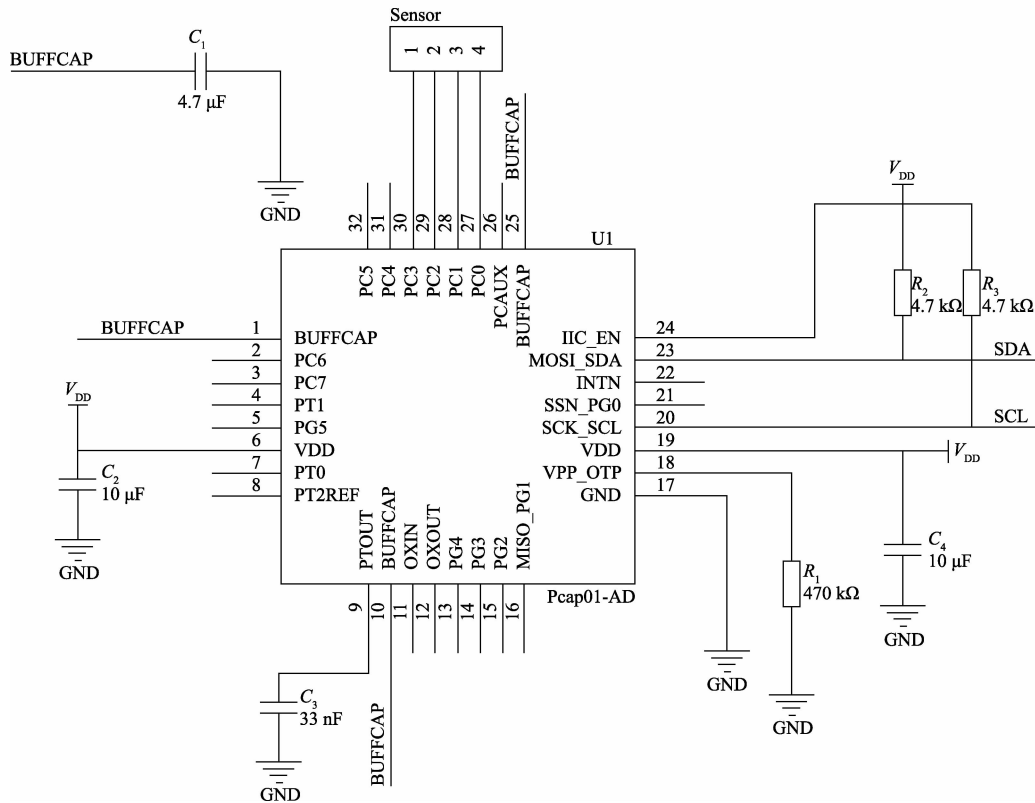 Sensor
1 2 3 4
BUFFCAP
C1
4.7 μF
GND
BUFFCAP
VDD
32 31 30 29 28 27 26 25
U1
PC5 PC4 PC3 PC2 PC1 PC0 PCAUX BUFFCAP
R2
4.7 kΩ
R3
4.7 kΩ
BUFFCAP
1 BUFFCAP
2 PC6
3 PC7
4 PT1
5 PG5
6 VDD
7 PT0
8 PT2REF
VDD
C2
10 μF
GND
IIC_EN 24
MOSI_SDA 23
SDA
INTN 22
SSN_PG0 21
SCK_SCL 20
SCL
VDD 19
VDD
VPP_OTP 18
GND 17
PTOUT BUFFCAP OXIN OXOUT PG4 PG3 PG2 MISO_PG1
Pcap01-AD
9 10 11 12 13 14 15 16
R1
470 kΩ
C4
10 μF
GND
GND
GND
C3
33 nF
GND
BUFFCAP